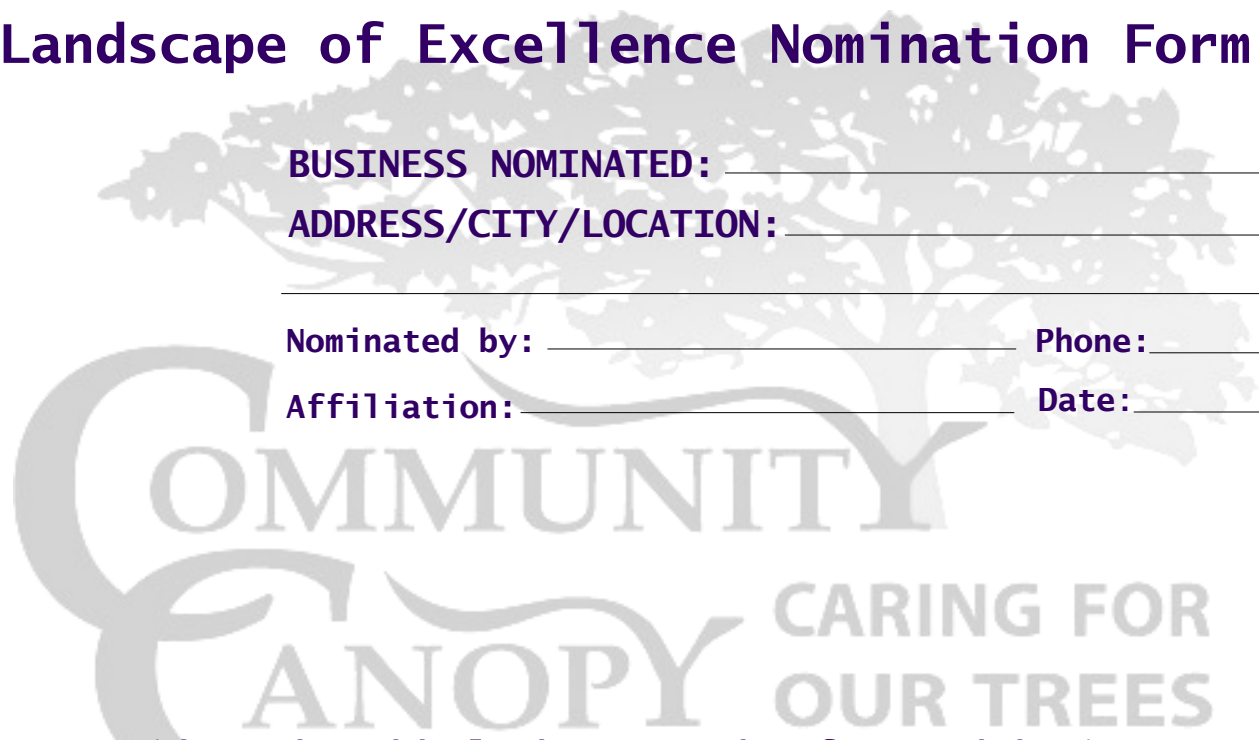 Landscape of Excellence Nomination Form
BUSINESS NOMINATED:
ADDRESS/CITY/LOCATION:
Nominated by: Phone:
Affiliation: Date:
COMMUNITY
CANOPY
CARING FOR
OUR TREES